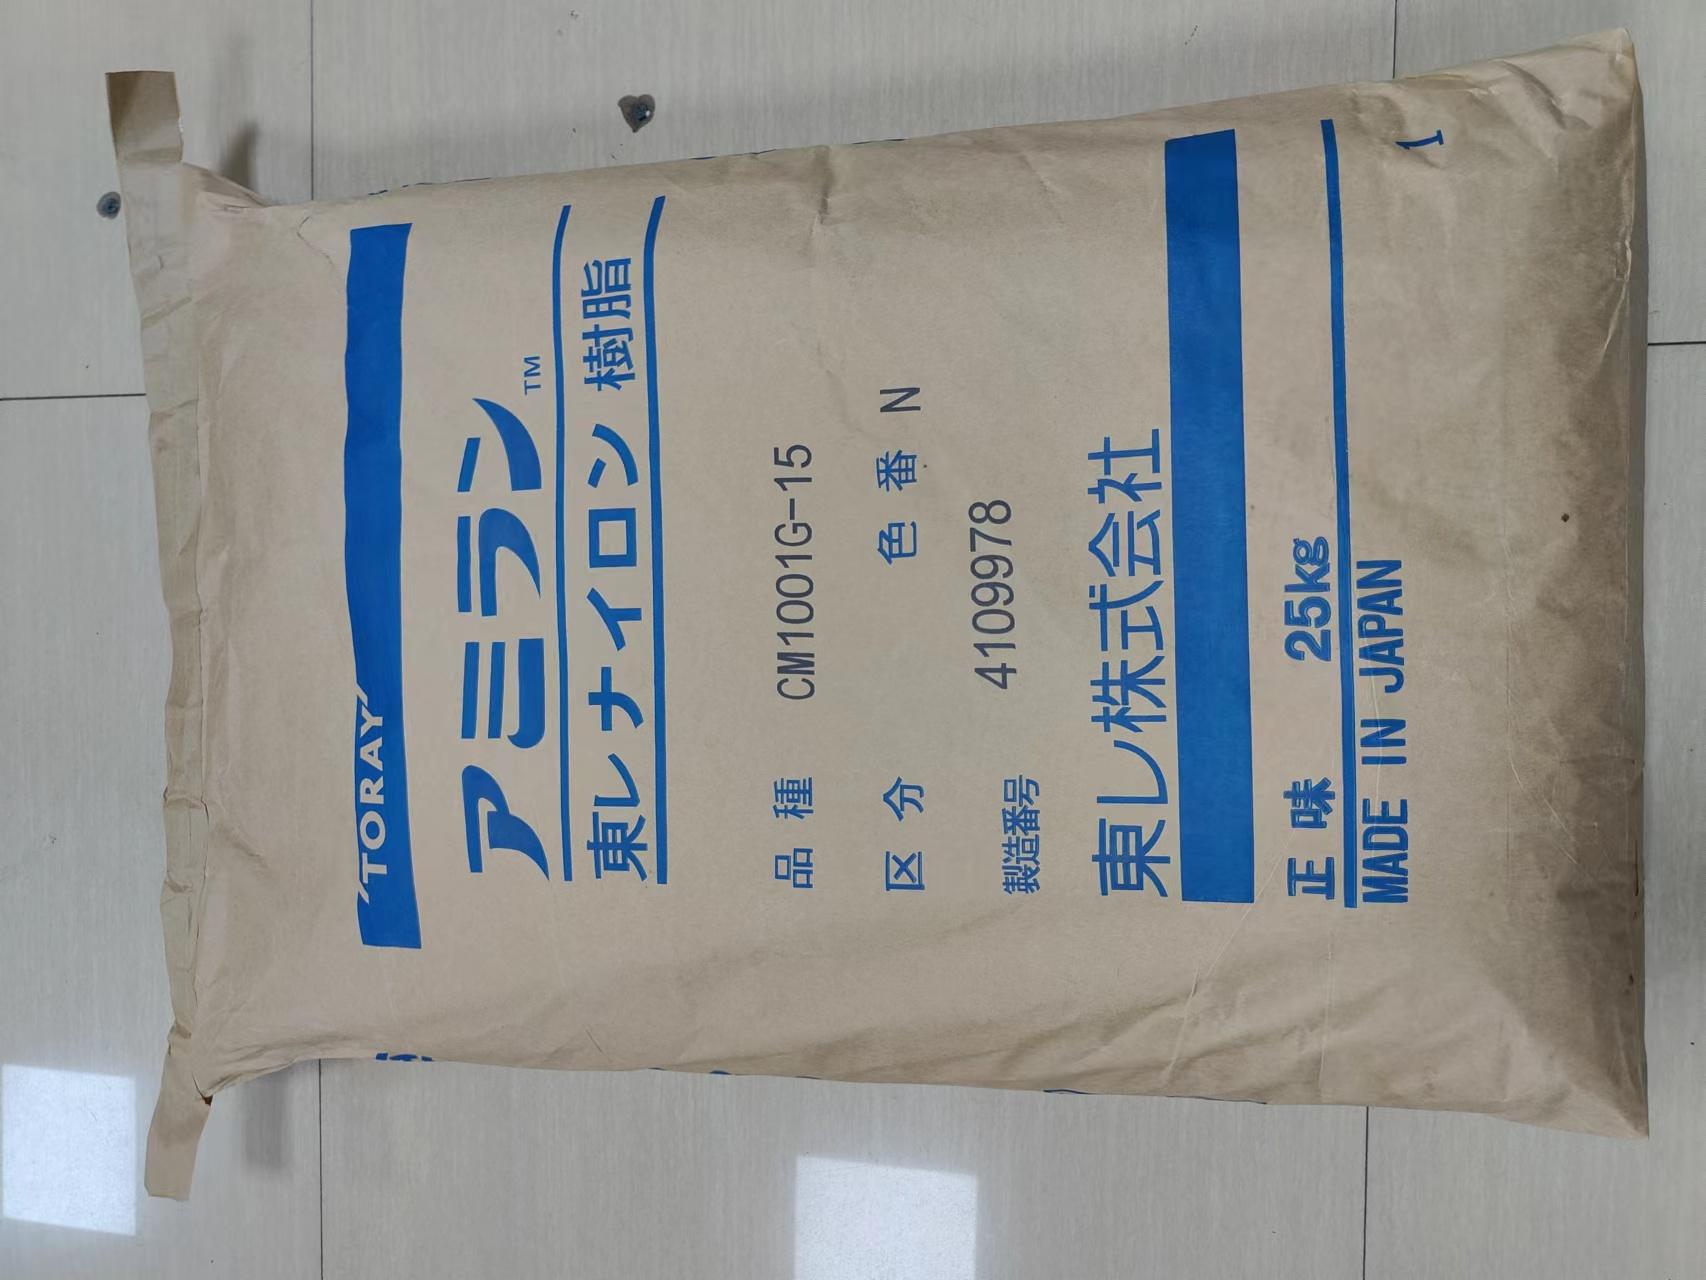 TORAY
アミラン™
東レナイロン樹脂
品種 CM1001G-15
区分 色番 N
製造番号 4109978
東レ株式会社
正味 25kg
MADE IN JAPAN
1